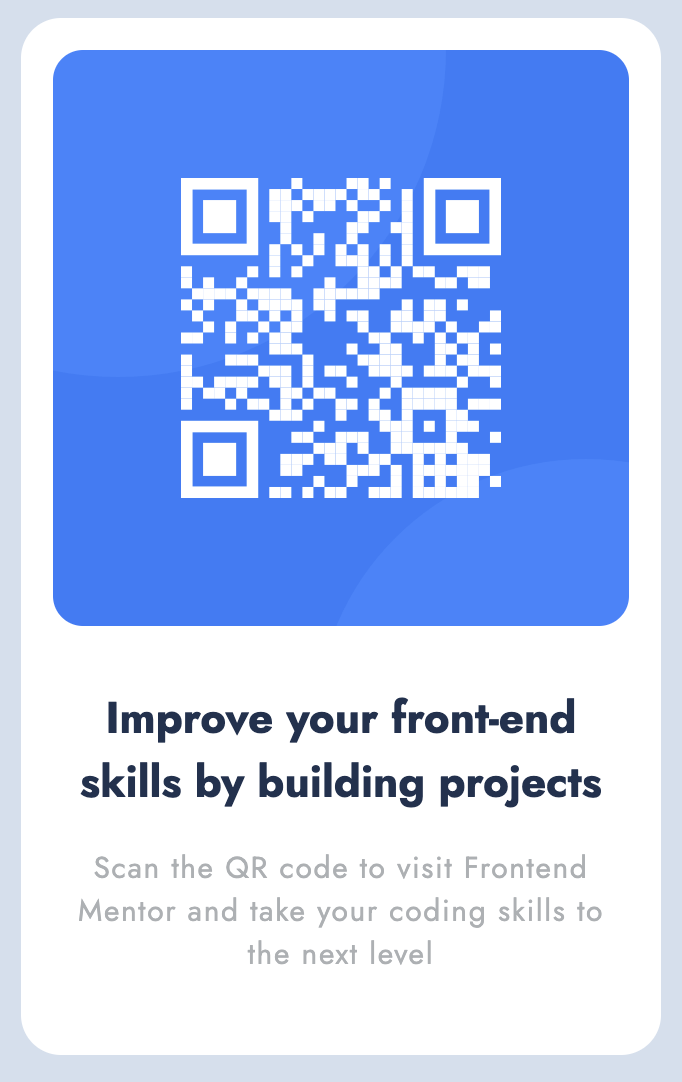 Improve your front-end
skills by building projects
Scan the QR code to visit Frontend
Mentor and take your coding skills to
the next level